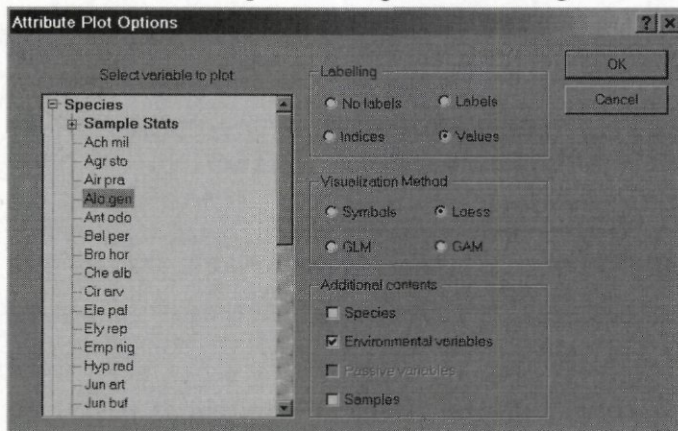 Attribute Plot Options
Select variable to plot
Species
Sample Stats
Ach mil
Agr sto
Air pra
Alo gen
Ant odo
Bel per
Bro hor
Che alb
Cir arv
Ele pal
Ely rep
Emp nig
Hyp rad
Jun art
Jun buf
Labelling
No labels
Labels
Indices
Values
Visualization Method
Symbols
Loess
GLM
GAM
Additional contents
Species
Environmental variables
Passive variables
Samples
OK
Cancel